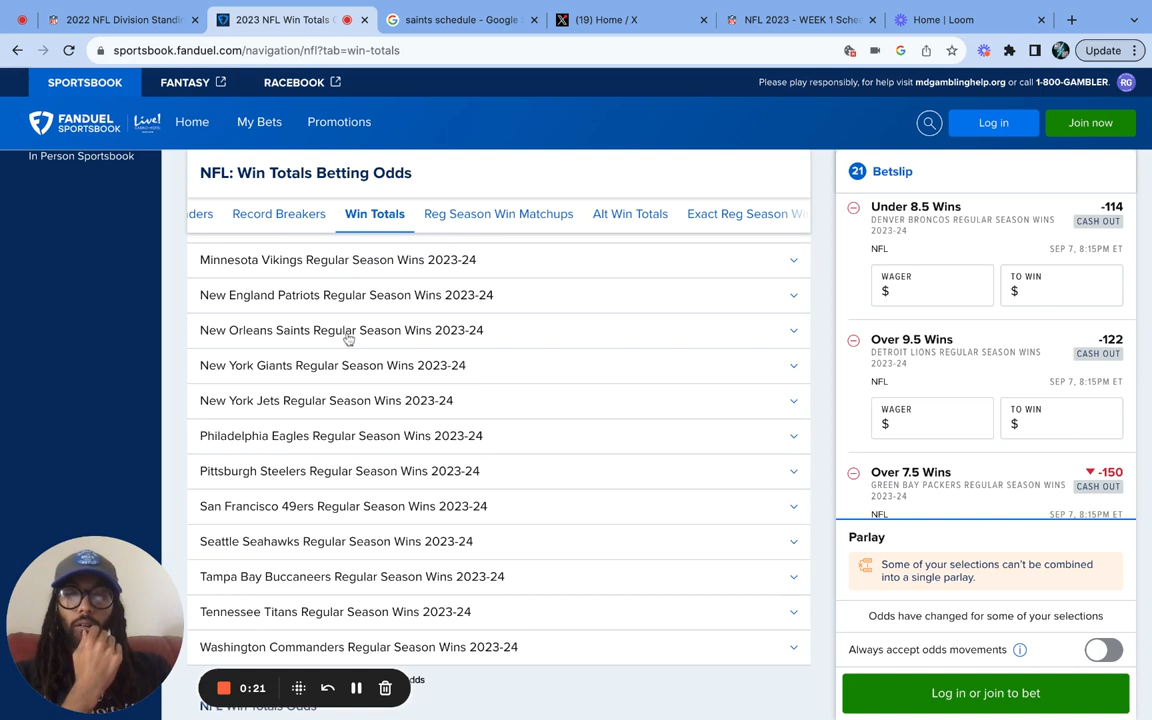 2022 NFL Division Standi
2023 NFL Win Totals
saints schedule - Google
(19) Home / X
NFL 2023 - WEEK 1 Sche
Home | Loom
sportsbook.fanduel.com/navigation/nfl?tab=win-totals
Update
SPORTSBOOK
FANTASY
RACEBOOK
Please play responsibly, for help visit mdgamblinghelp.org or call 1-800-GAMBLER.
RG
FANDUEL
SPORTSBOOK
Live!
Home
My Bets
Promotions
Log in
Join now
In Person Sportsbook
NFL: Win Totals Betting Odds
ders
Record Breakers
Win Totals
Reg Season Win Matchups
Alt Win Totals
Exact Reg Season W
Minnesota Vikings Regular Season Wins 2023-24
New England Patriots Regular Season Wins 2023-24
New Orleans Saints Regular Season Wins 2023-24
New York Giants Regular Season Wins 2023-24
New York Jets Regular Season Wins 2023-24
Philadelphia Eagles Regular Season Wins 2023-24
Pittsburgh Steelers Regular Season Wins 2023-24
San Francisco 49ers Regular Season Wins 2023-24
Seattle Seahawks Regular Season Wins 2023-24
Tampa Bay Buccaneers Regular Season Wins 2023-24
Tennessee Titans Regular Season Wins 2023-24
Washington Commanders Regular Season Wins 2023-24
dds
NFL Win Totals Odds
0:21
21 Betslip
Under 8.5 Wins
-114
DENVER BRONCOS REGULAR SEASON WINS
2023-24
CASH OUT
NFL
SEP 7, 8:15PM ET
WAGER
$
TO WIN
$
Over 9.5 Wins
-122
DETROIT LIONS REGULAR SEASON WINS
2023-24
CASH OUT
NFL
SEP 7, 8:15PM ET
WAGER
$
TO WIN
$
Over 7.5 Wins
-150
GREEN BAY PACKERS REGULAR SEASON WINS
2023-24
CASH OUT
NFL
SEP 7, 8:15PM ET
Parlay
Some of your selections can't be combined
into a single parlay.
Odds have changed for some of your selections
Always accept odds movements
Log in or join to bet